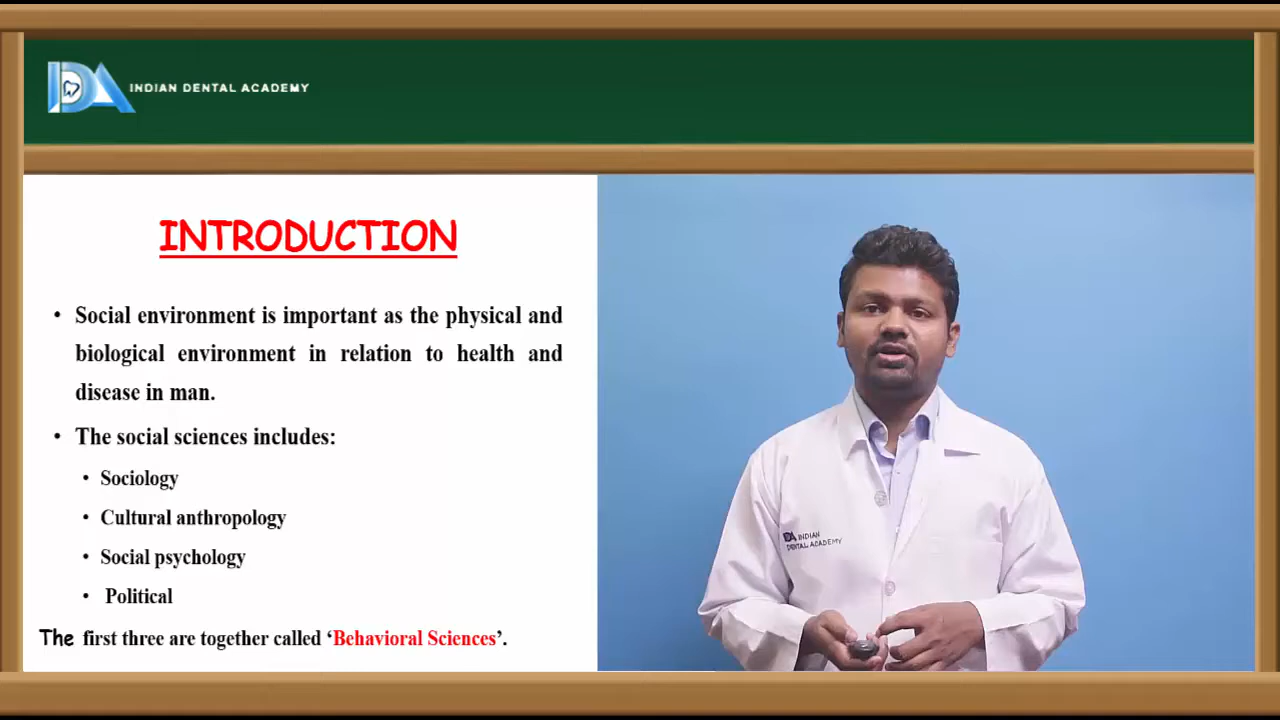 INDIAN DENTAL ACADEMY
INTRODUCTION
• Social environment is important as the physical and
biological environment in relation to health and
disease in man.
• The social sciences includes:
• Sociology
• Cultural anthropology
• Social psychology
• Political
The first three are together called ‘Behavioral Sciences’.
INDIAN
DENTAL ACADEMY